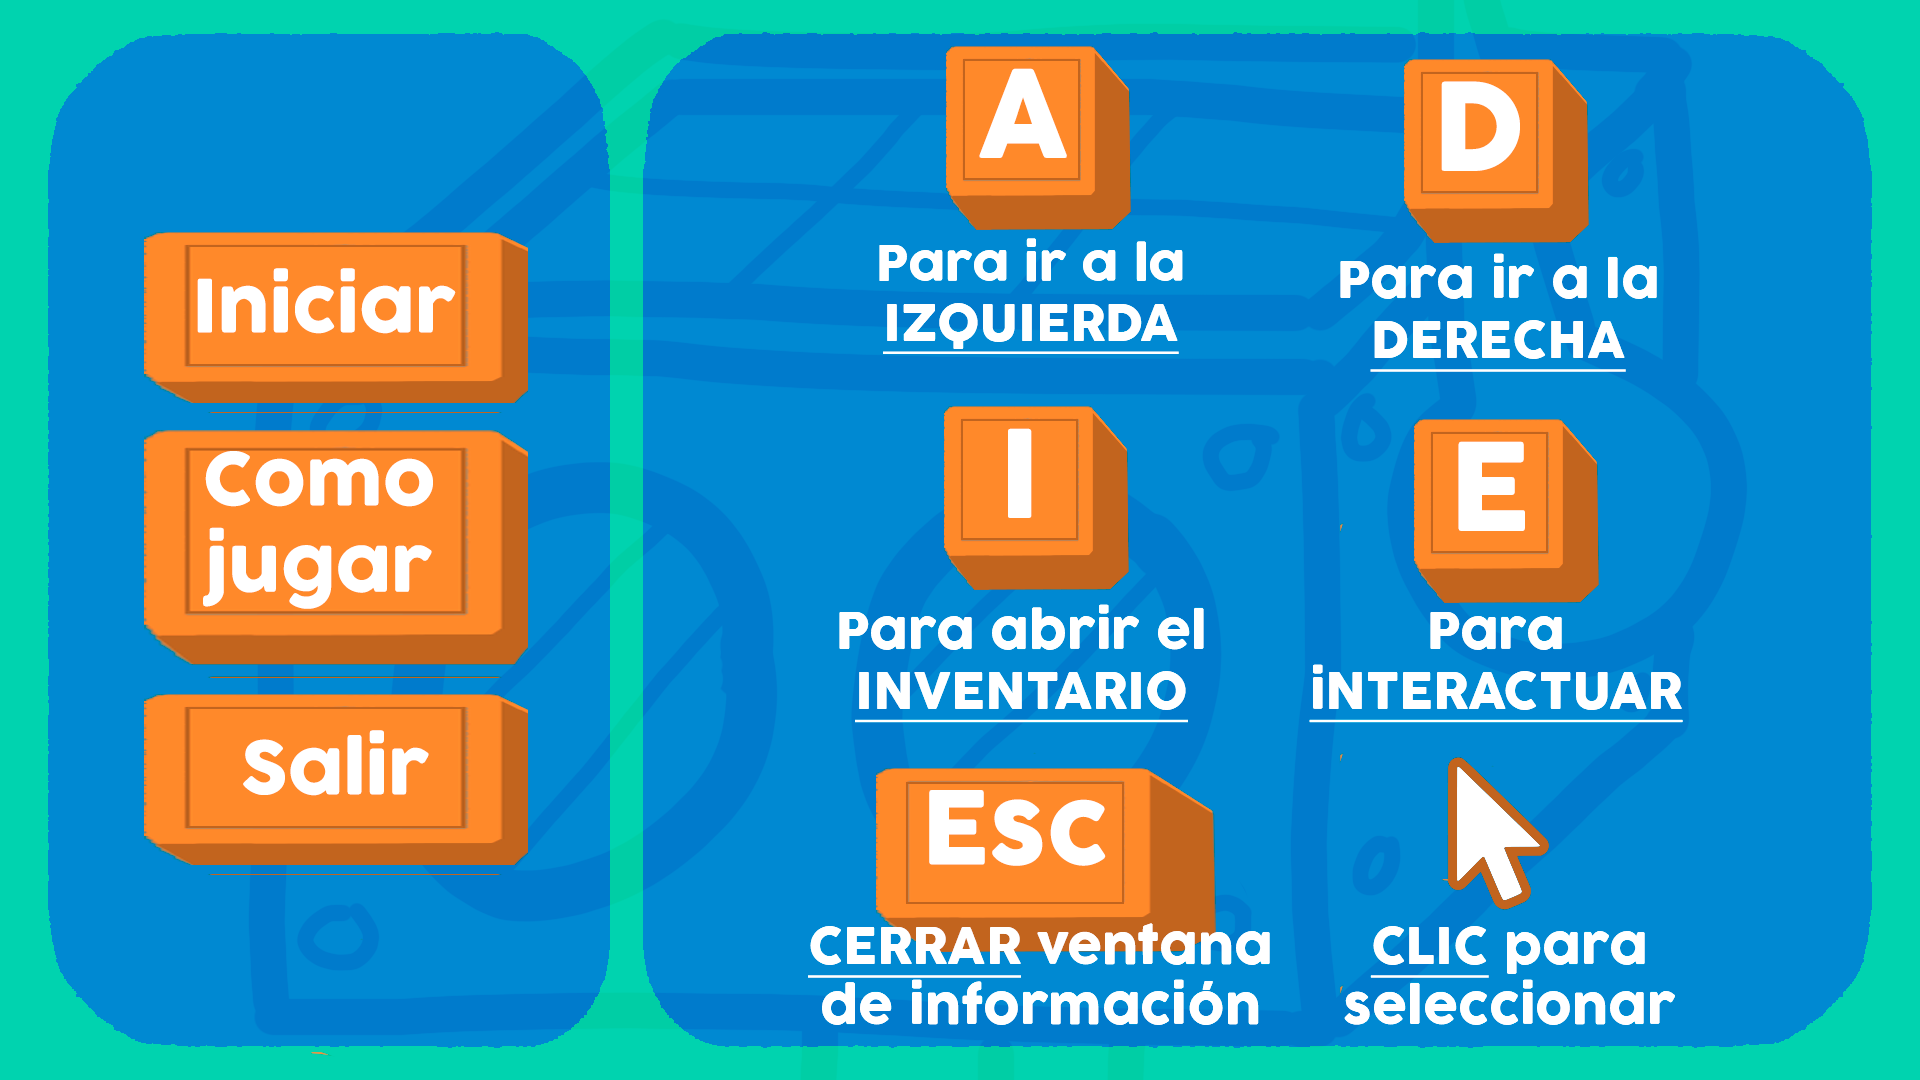 Iniciar
Como
jugar
Salir
A
Para ir a la
IZQUIERDA
D
Para ir a la
DERECHA
I
Para abrir el
INVENTARIO
E
Para
iNTERACTUAR
Esc
CERRAR ventana
de información
CLIC para
seleccionar